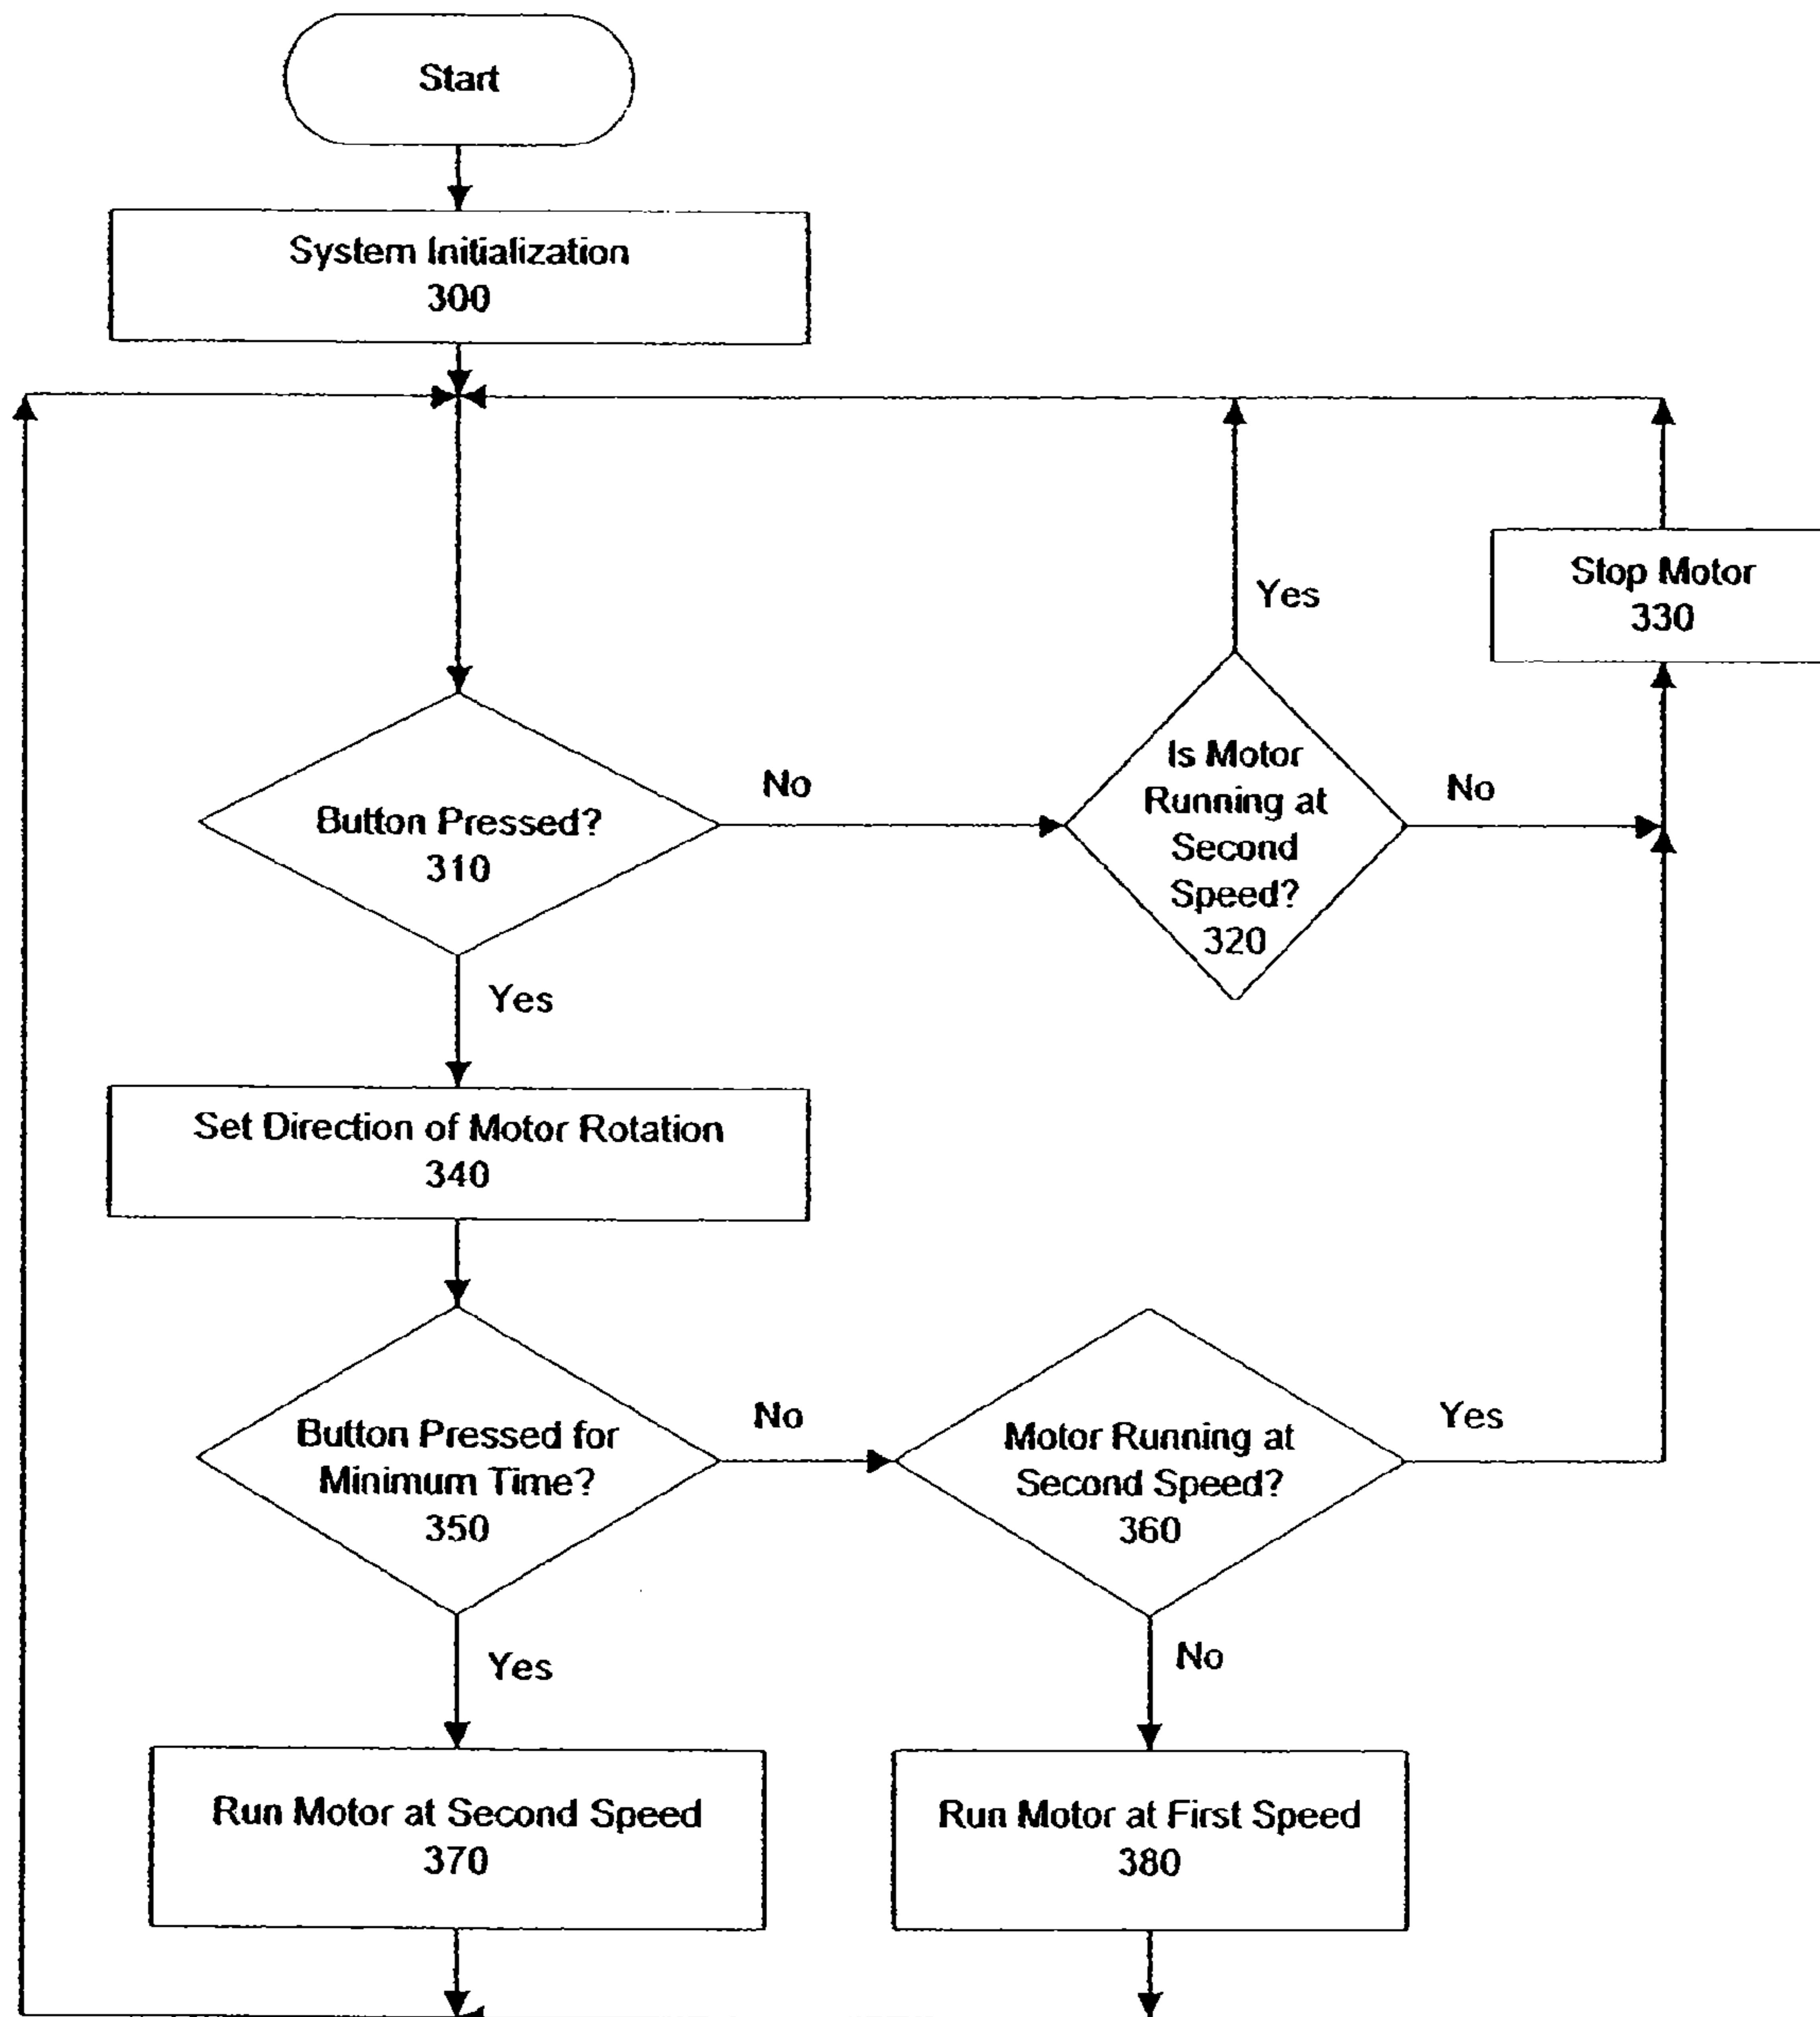 Start
System Initialization
300
Stop Motor
330
Yes
Is Motor
Running at
Second
Speed?
320
No
No
Button Pressed?
310
Yes
Set Direction of Motor Rotation
340
Button Pressed for
Minimum Time?
350
No
Motor Running at
Second Speed?
360
Yes
Yes
No
Run Motor at Second Speed
370
Run Motor at First Speed
380